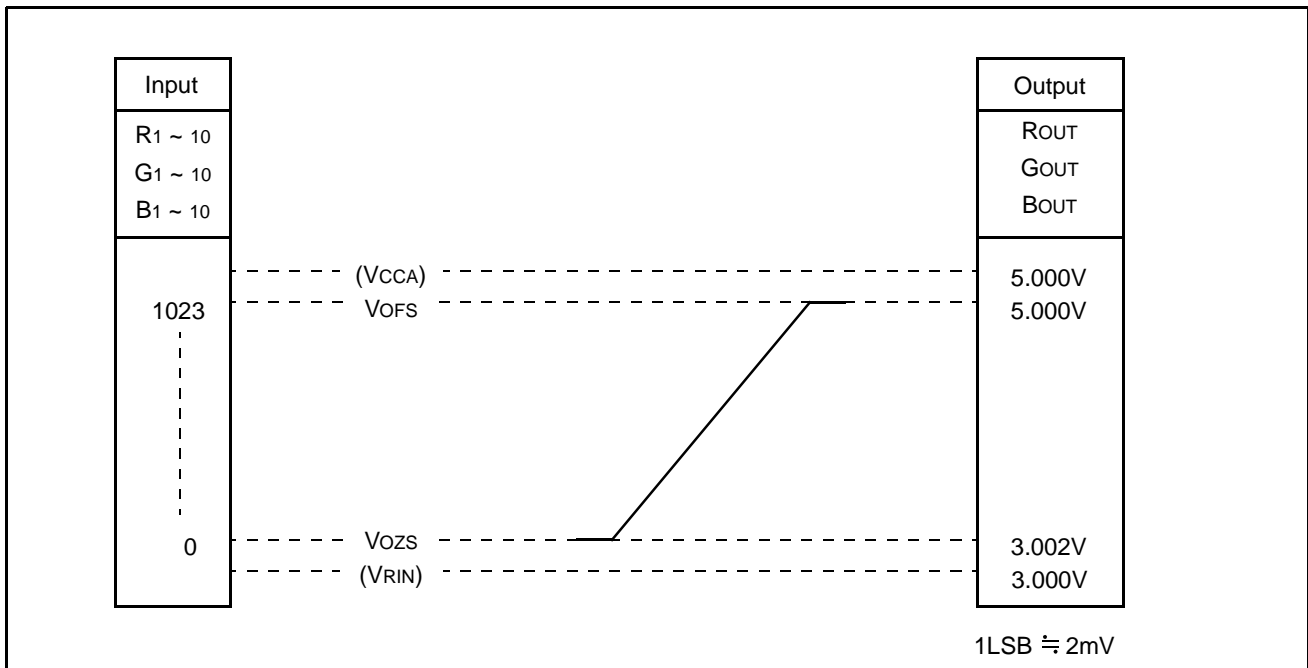 Input
R1 ~ 10
G1 ~ 10
B1 ~ 10
1023
0
(VCCA)
VOFS
VOZS
(VRIN)
Output
ROUT
GOUT
BOUT
5.000V
5.000V
3.002V
3.000V
1LSB ≒ 2mV